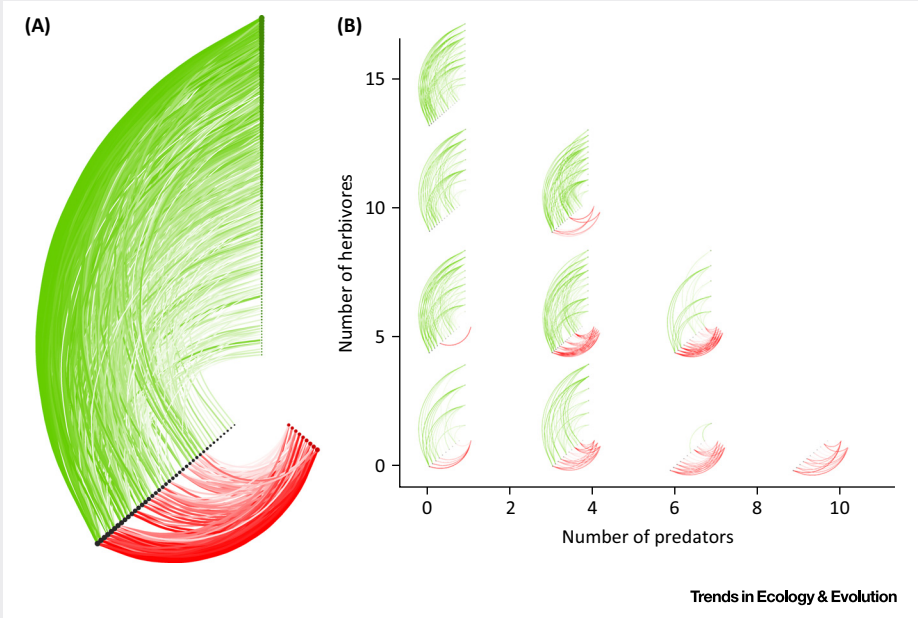 (A)
(B)
15
10
5
0
Number of herbivores
0 2 4 6 8 10
Number of predators
Trends in Ecology & Evolution